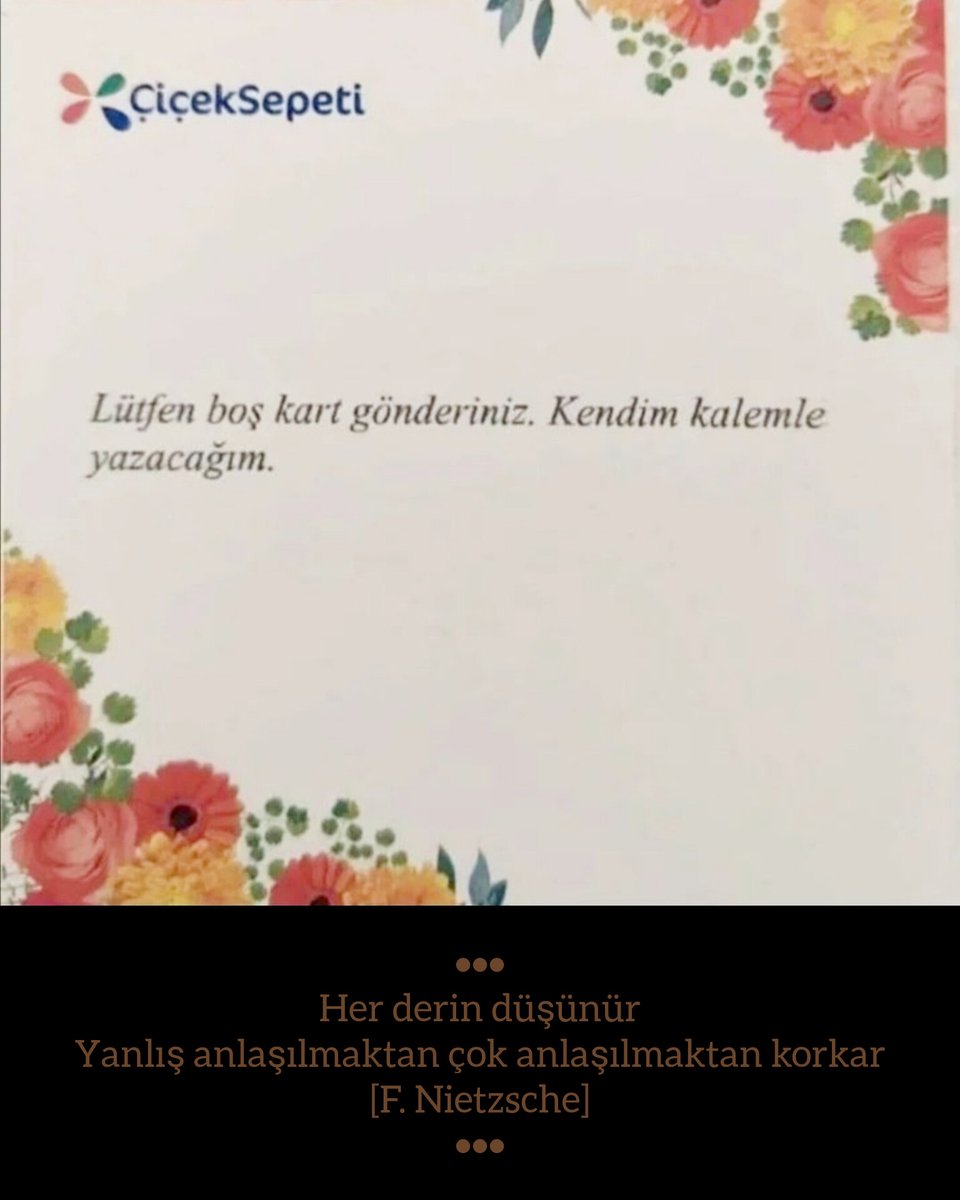 ÇiçekSepeti
Lütfen boş kart gönderiniz. Kendim kalemle
yazacağım.
•••
Her derin düşünür
Yanlış anlaşılmaktan çok anlaşılmaktan korkar
[F. Nietzsche]
•••